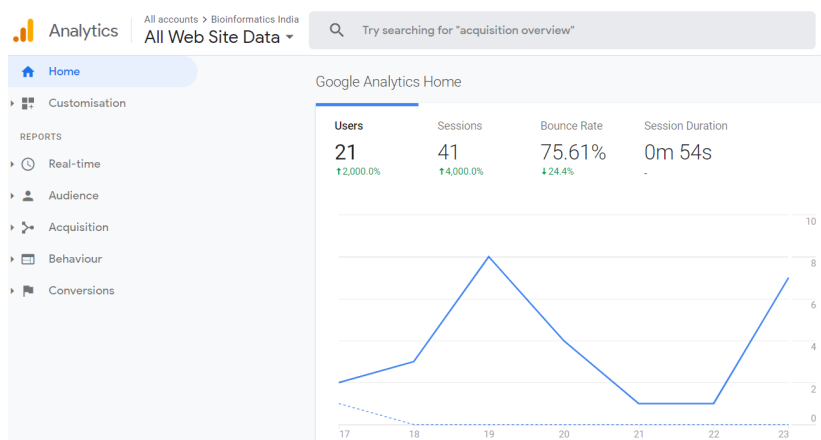 Analytics
All accounts > Bioinformatics India
All Web Site Data
Try searching for "acquisition overview"
Home
Customisation
REPORTS
Real-time
Audience
Acquisition
Behaviour
Conversions
Google Analytics Home
Users Sessions Bounce Rate Session Duration
21 41 75.61% 0m 54s
↑2,000.0% ↑4,000.0% ↓24.4% -
10
8
6
4
2
0
17 18 19 20 21 22 23